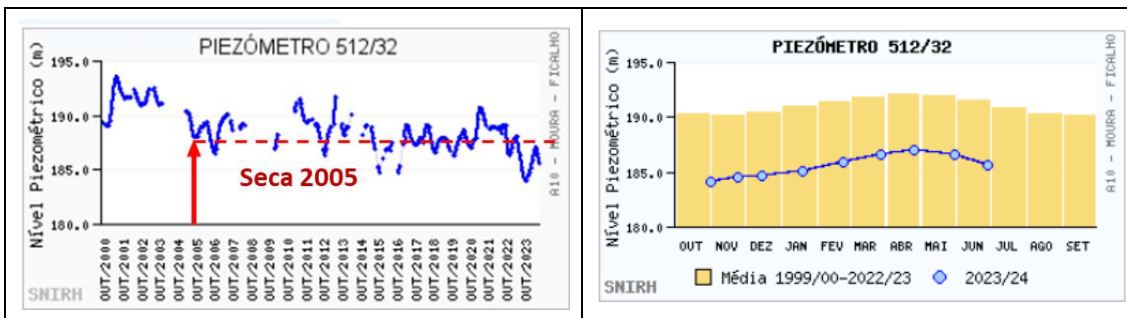 PIEZÓMETRO 512/32
Nível Piezométrico (m)
195.0
190.0
185.0
180.0
Seca 2005
OUT/2000
OUT/2001
OUT/2002
OUT/2003
OUT/2004
OUT/2005
OUT/2006
OUT/2007
OUT/2008
OUT/2009
OUT/2010
OUT/2011
OUT/2012
OUT/2013
OUT/2014
OUT/2015
OUT/2016
OUT/2017
OUT/2018
OUT/2019
OUT/2020
OUT/2021
OUT/2022
OUT/2023
A10 - MOURA - FICALHO
SNIRH
PIEZÓMETRO 512/32
Nível Piezométrico (m)
195.0
190.0
185.0
180.0
OUT NOV DEZ JAN FEV MAR ABR MAI JUN JUL AGO SET
Média 1999/00-2022/23 2023/24
A10 - MOURA - FICALHO
SNIRH